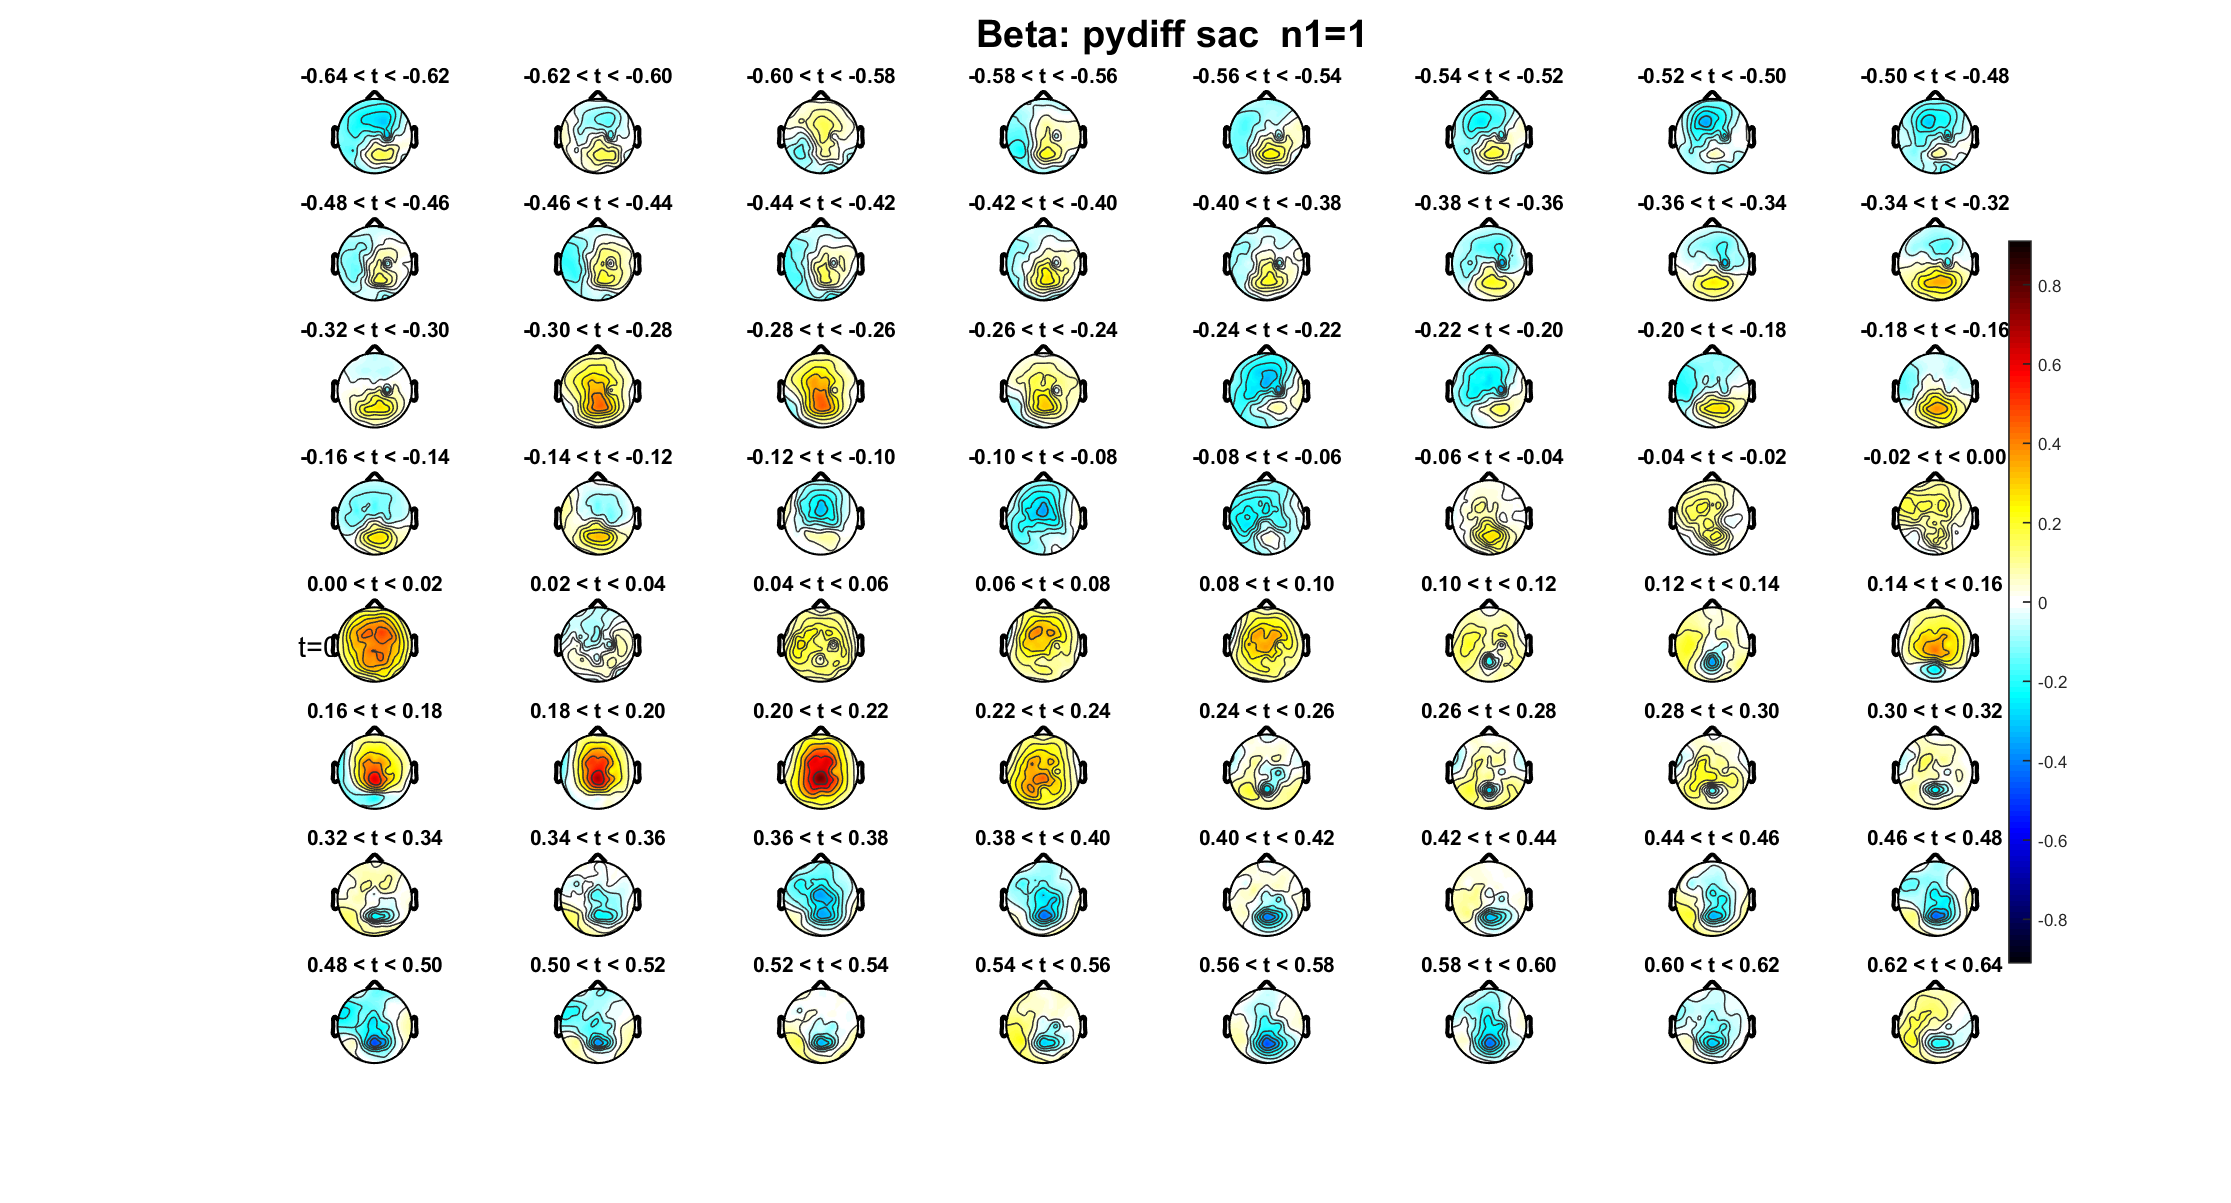 Beta: pydiff sac  n1=1
-0.64 < t < -0.62 -0.62 < t < -0.60 -0.60 < t < -0.58 -0.58 < t < -0.56 -0.56 < t < -0.54 -0.54 < t < -0.52 -0.52 < t < -0.50 -0.50 < t < -0.48
-0.48 < t < -0.46 -0.46 < t < -0.44 -0.44 < t < -0.42 -0.42 < t < -0.40 -0.40 < t < -0.38 -0.38 < t < -0.36 -0.36 < t < -0.34 -0.34 < t < -0.32
0.8
-0.32 < t < -0.30 -0.30 < t < -0.28 -0.28 < t < -0.26 -0.26 < t < -0.24 -0.24 < t < -0.22 -0.22 < t < -0.20 -0.20 < t < -0.18 -0.18 < t < -0.16
0.6
0.4
-0.16 < t < -0.14 -0.14 < t < -0.12 -0.12 < t < -0.10 -0.10 < t < -0.08 -0.08 < t < -0.06 -0.06 < t < -0.04 -0.04 < t < -0.02 -0.02 < t < 0.00
0.2
0.00 < t < 0.02 0.02 < t < 0.04 0.04 < t < 0.06 0.06 < t < 0.08 0.08 < t < 0.10 0.10 < t < 0.12 0.12 < t < 0.14 0.14 < t < 0.16
0
t=0
-0.2
0.16 < t < 0.18 0.18 < t < 0.20 0.20 < t < 0.22 0.22 < t < 0.24 0.24 < t < 0.26 0.26 < t < 0.28 0.28 < t < 0.30 0.30 < t < 0.32
-0.4
0.32 < t < 0.34 0.34 < t < 0.36 0.36 < t < 0.38 0.38 < t < 0.40 0.40 < t < 0.42 0.42 < t < 0.44 0.44 < t < 0.46 0.46 < t < 0.48
-0.6
-0.8
0.48 < t < 0.50 0.50 < t < 0.52 0.52 < t < 0.54 0.54 < t < 0.56 0.56 < t < 0.58 0.58 < t < 0.60 0.60 < t < 0.62 0.62 < t < 0.64